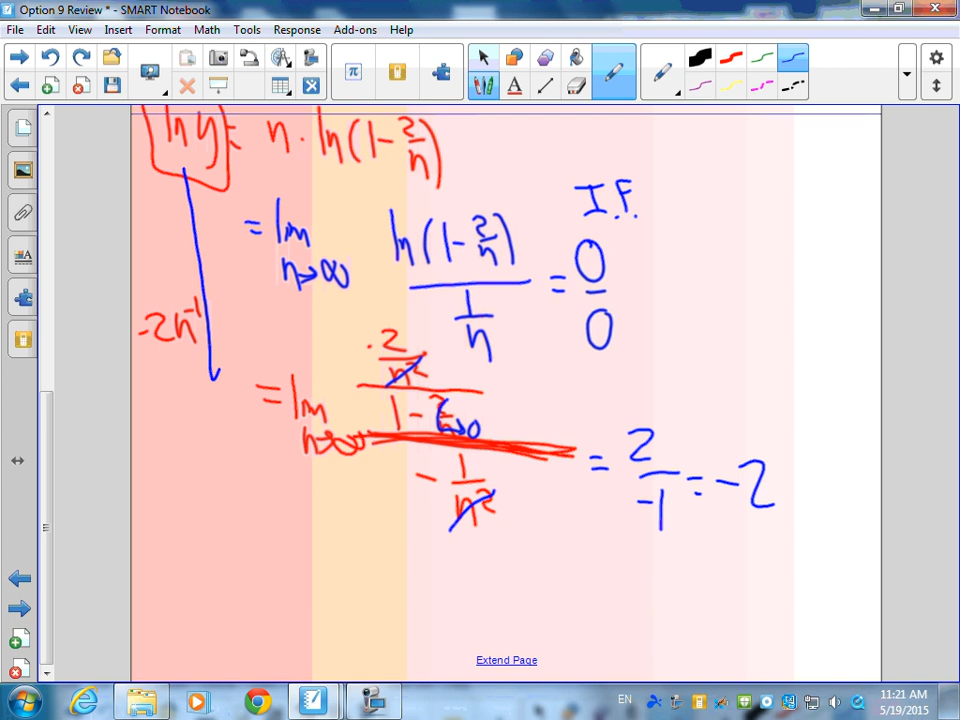 Option 9 Review * - SMART Notebook
File Edit View Insert Format Math Tools Response Add-ons Help
ln y = n · ln(1 - 2/n)
I.F.
= lim n→∞ ln(1 - 2/n) / (1/n) = 0/0
-2n⁻¹
= lim n→∞ ((2/n²) / (1 - 2/n →0)) / (-1/n²) = 2/-1 = -2
Extend Page
EN
11:21 AM
5/19/2015